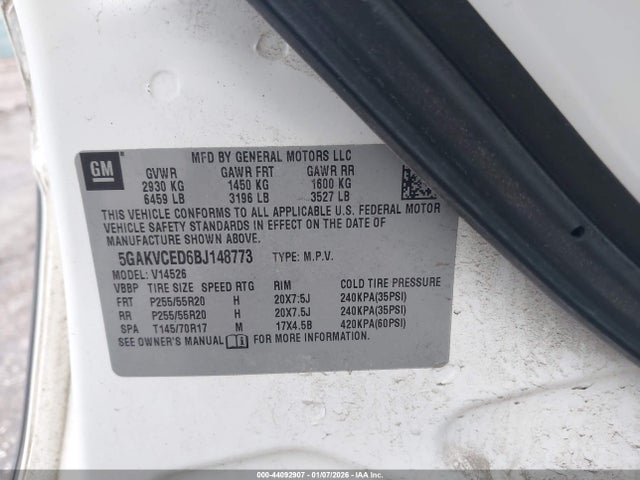 GM
MFD BY GENERAL MOTORS LLC
GVWR GAWR FRT GAWR RR
2930 KG 1450 KG 1600 KG
6459 LB 3196 LB 3527 LB
THIS VEHICLE CONFORMS TO ALL APPLICABLE U.S. FEDERAL MOTOR
VEHICLE SAFETY STANDARDS IN EFFECT ON THE DATE OF
MANUFACTURE SHOWN ABOVE.
5GAKVCED6BJ148773 TYPE: M.P.V.
MODEL: V14526
VBBP TIRE SIZE SPEED RTG RIM COLD TIRE PRESSURE
FRT P255/55R20 H 20X7.5J 240KPA(35PSI)
RR P255/55R20 H 20X7.5J 240KPA(35PSI)
SPA T145/70R17 M 17X4.5B 420KPA(60PSI)
SEE OWNER'S MANUAL FOR MORE INFORMATION.
000-44092907 - 01/07/2026 - IAAI.COM